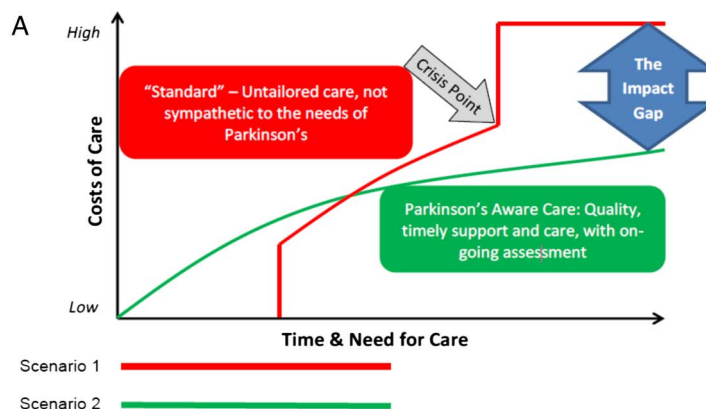 A
High
"Standard" – Untailored care, not
sympathetic to the needs of
Parkinson's
Crisis Point
The
Impact
Gap
Costs of Care
Parkinson's Aware Care: Quality,
timely support and care, with on-
going assessment
Low
Time & Need for Care
Scenario 1
Scenario 2